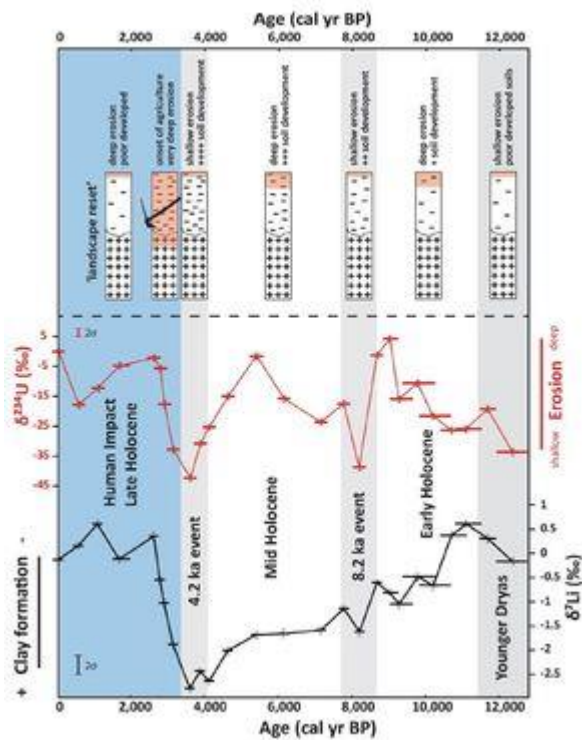 Age (cal yr BP)
0
2,000
4,000
6,000
8,000
10,000
12,000
deep erosion
poor developed
onset of agriculture
very deep erosion
shallow erosion
++++ soil development
deep erosion
+++ soil development
shallow erosion
++ soil development
deep erosion
+ soil development
shallow erosion
poor developed soils
'landscape reset'
δ²³⁴U (‰)
5
-5
-15
-25
-35
-45
2σ
Erosion
shallow
deep
Human Impact
Late Holocene
4.2 ka event
Mid Holocene
8.2 ka event
Early Holocene
Younger Dryas
+ Clay formation -
2σ
1
0.5
0
-0.5
-1
-1.5
-2
-2.5
δ⁷Li (‰)
0
2,000
4,000
6,000
8,000
10,000
12,000
Age (cal yr BP)